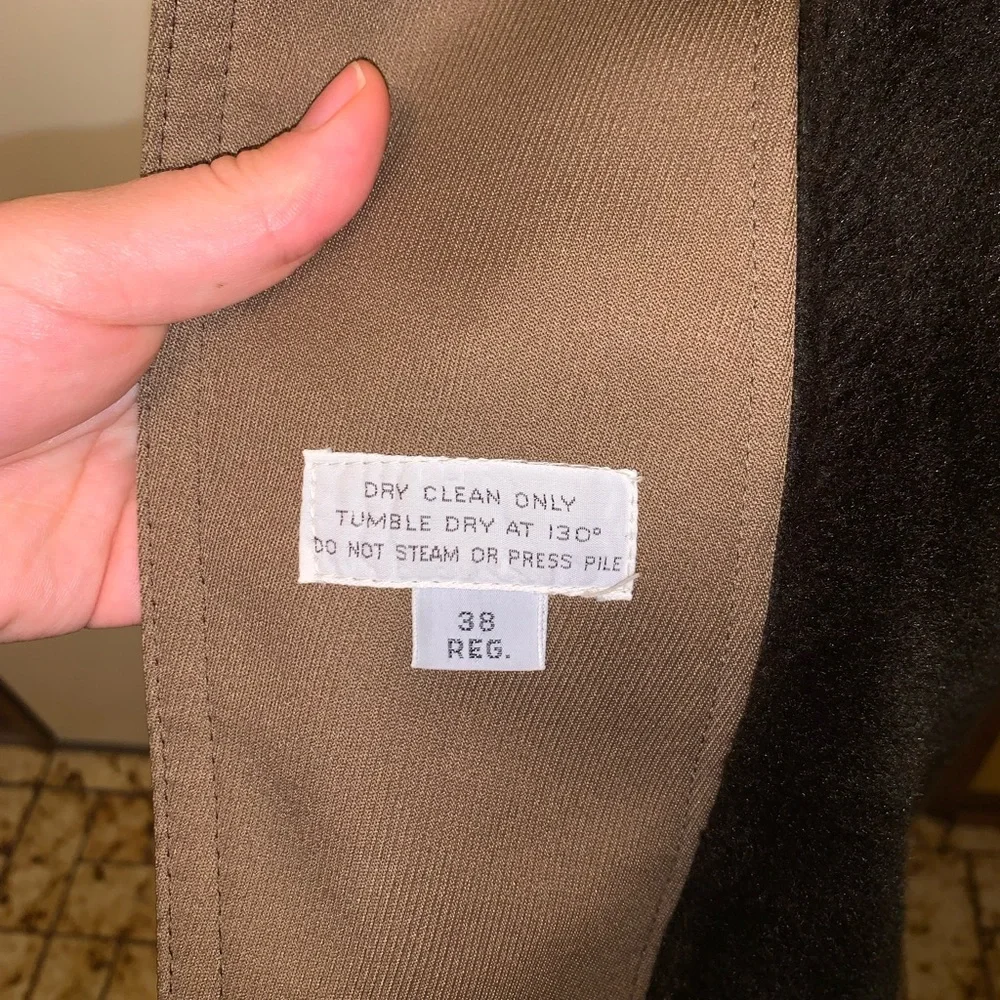 DRY CLEAN ONLY
TUMBLE DRY AT 130°
DO NOT STEAM OR PRESS PILE
38
REG.